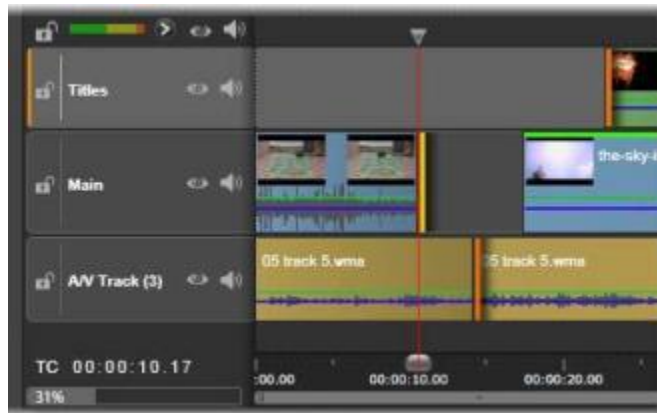 Titles
the-sky-i
Main
05 track 5.wma
05 track 5.wma
A/V Track (3)
TC 00:00:10.17
:00.00
00:00:10.00
00:00:20.00
31%